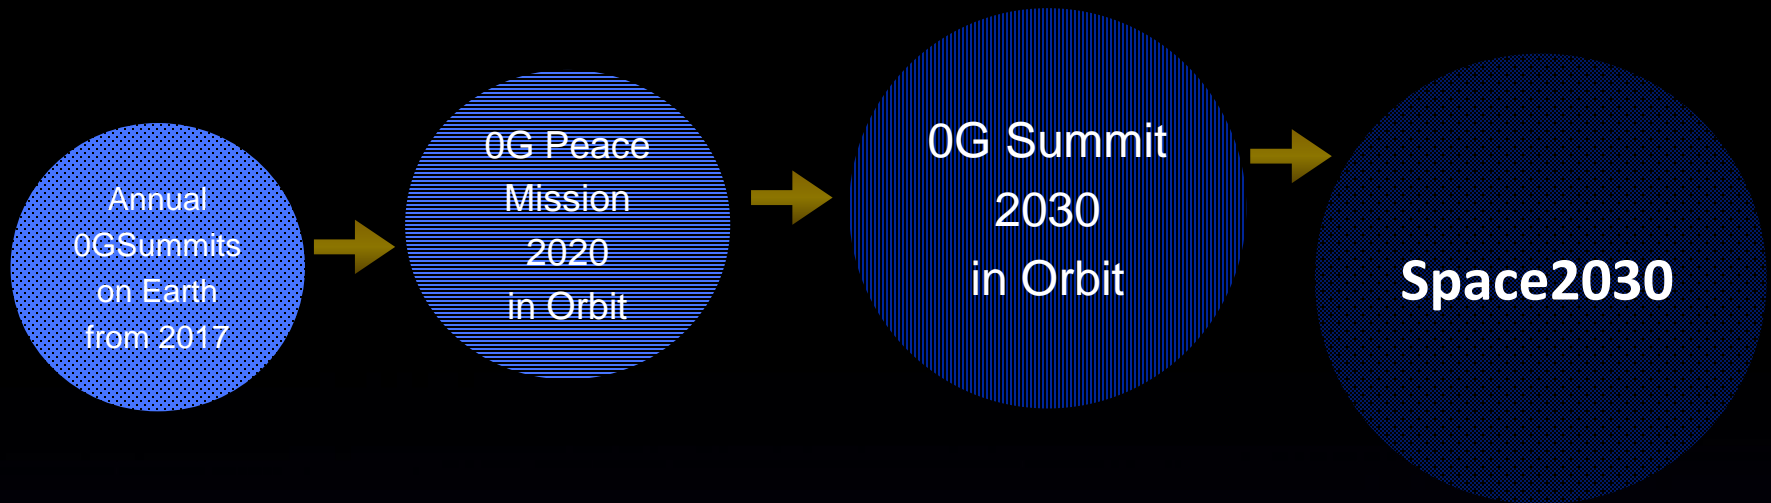 Annual
0GSummits
on Earth
from 2017
0G Peace
Mission
2020
in Orbit
0G Summit
2030
in Orbit
Space2030